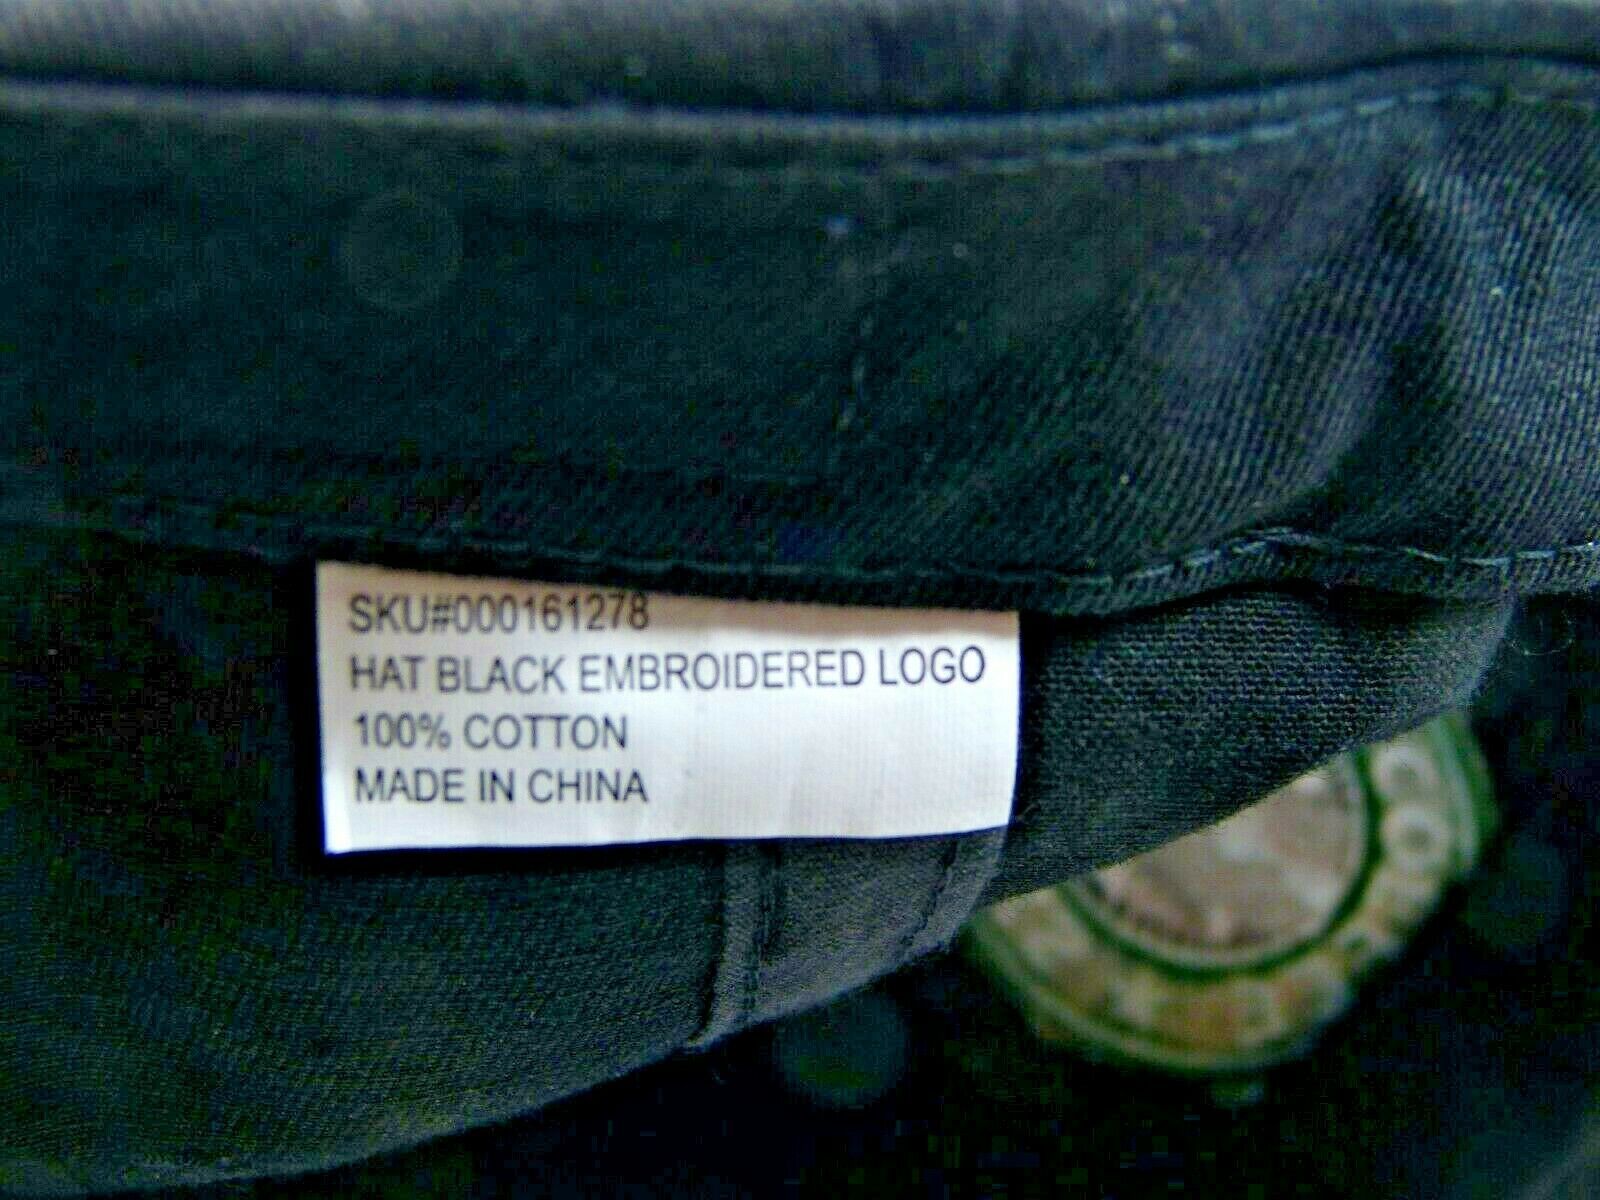 SKU#000161278
HAT BLACK EMBROIDERED LOGO
100% COTTON
MADE IN CHINA